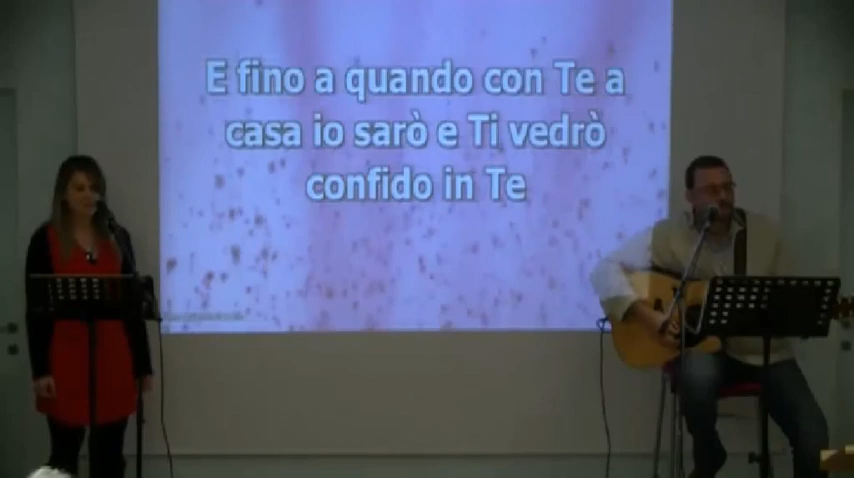 E fino a quando con Te a
casa io sarò e Ti vedrò
confido in Te